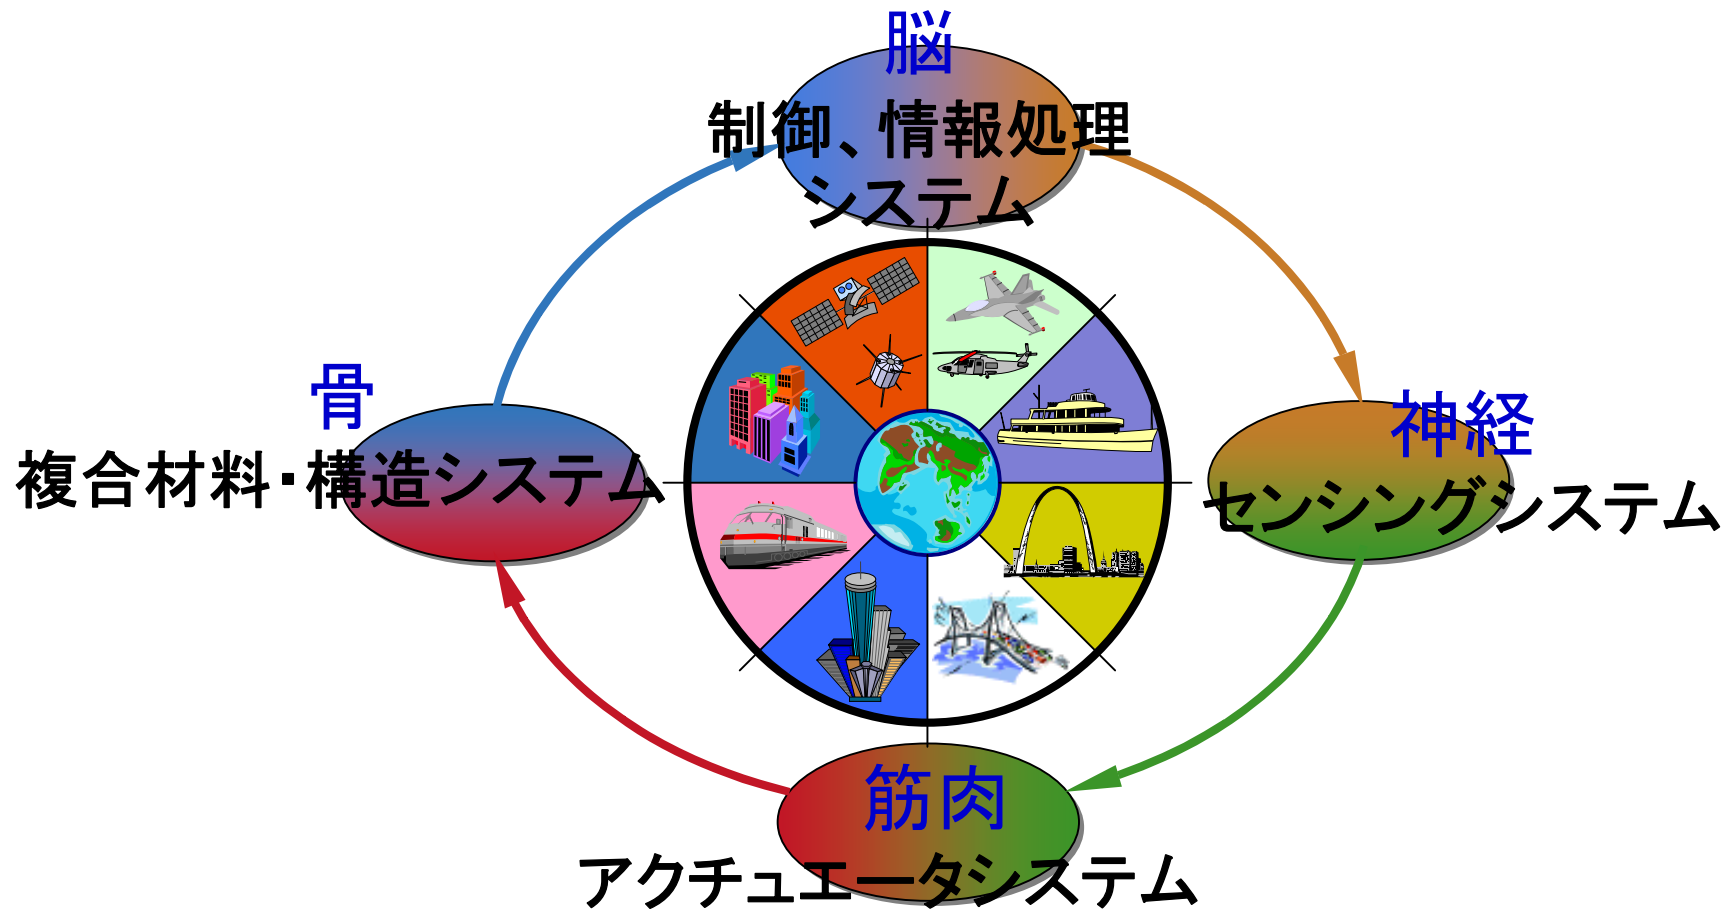 脳
制御、情報処理
システム
骨
複合材料・構造システム
神経
センシングシステム
筋肉
アクチュエータシステム